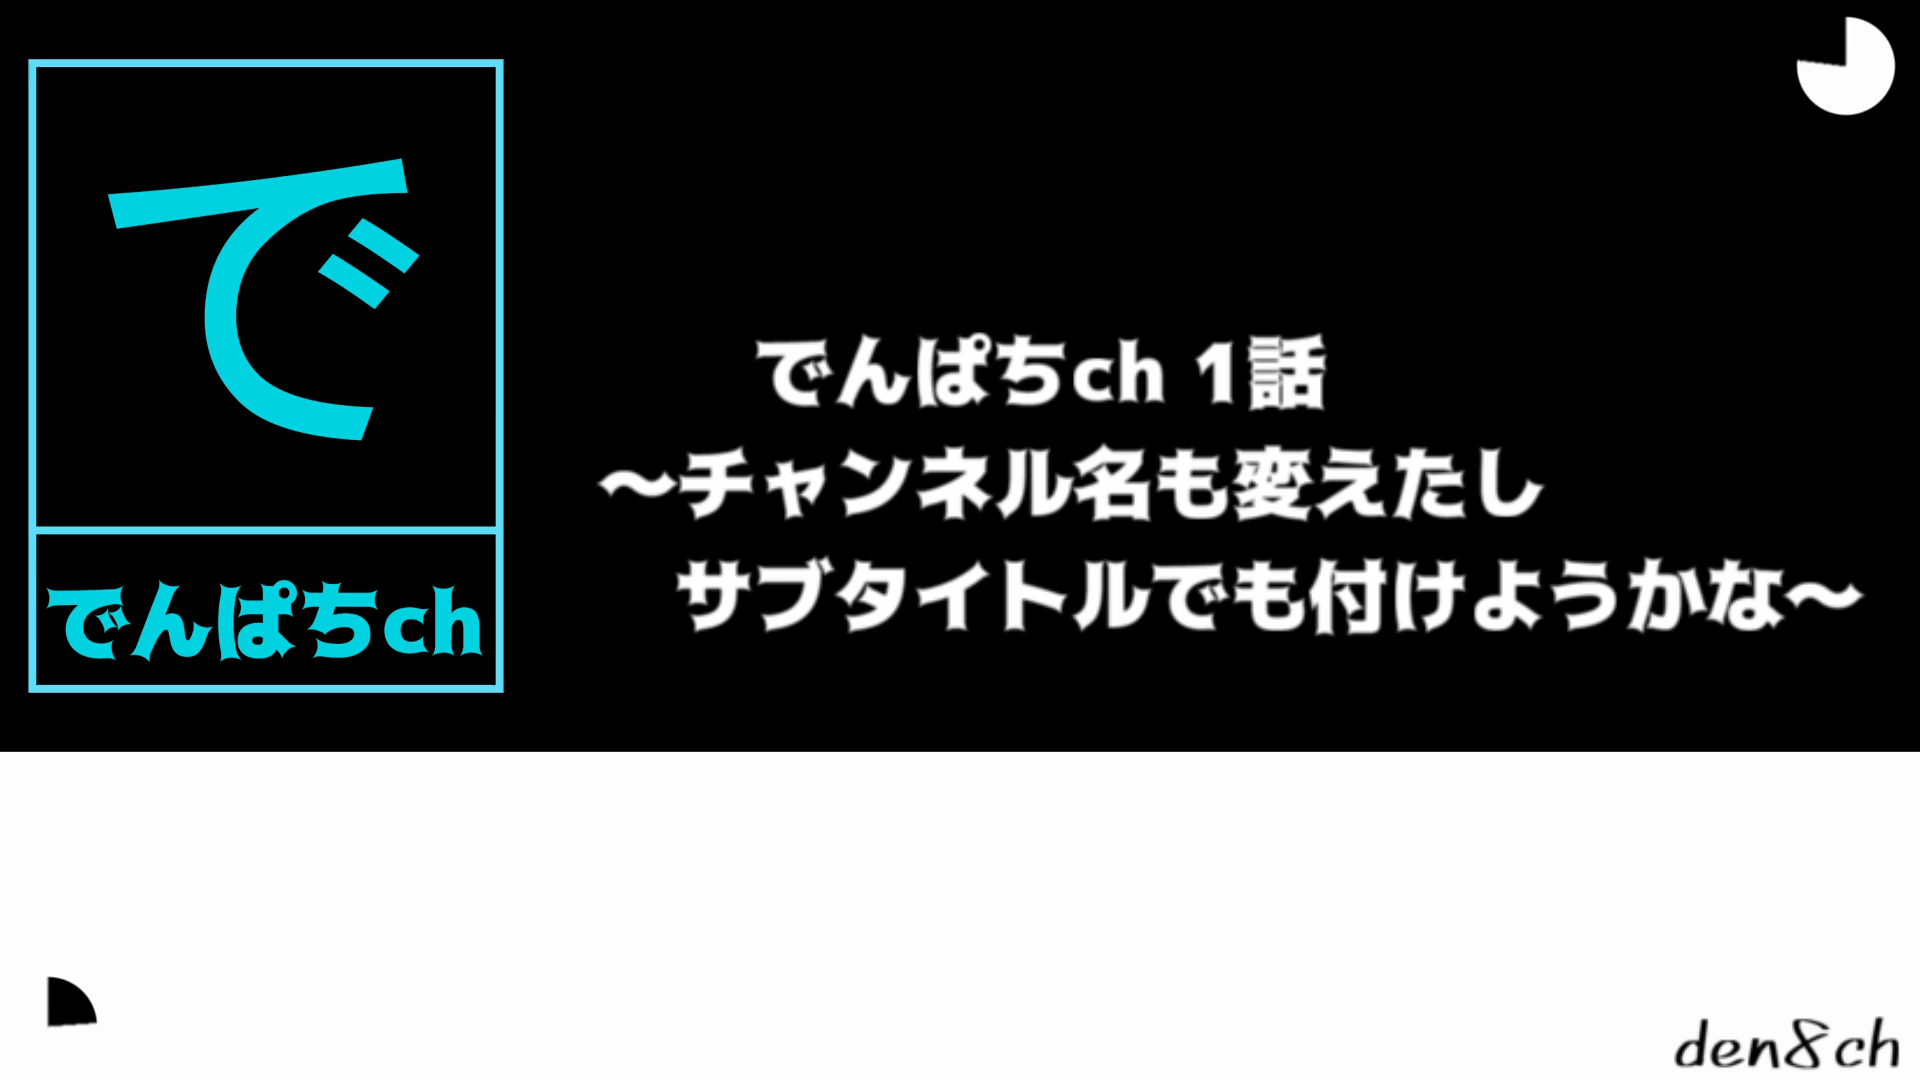 で
でんぱちch
でんぱちch 1話
～チャンネル名も変えたし
サブタイトルでも付けようかな～
den8ch